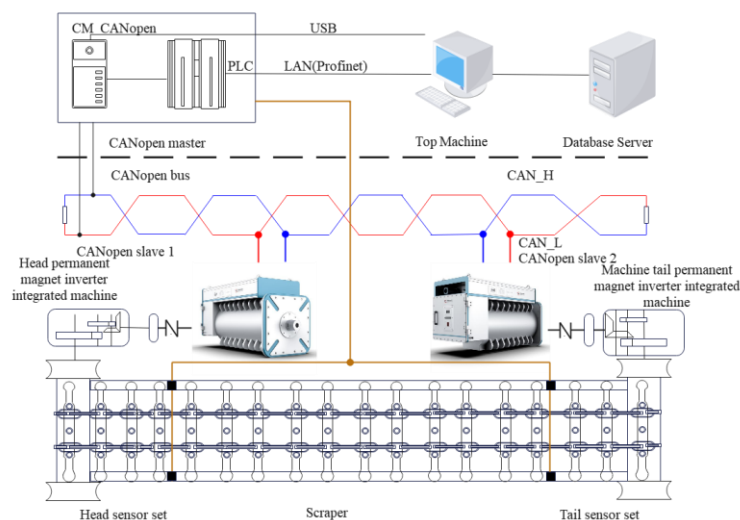 CM_CANopen
USB
PLC
LAN(Profinet)
CANopen master
Top Machine
Database Server
CANopen bus
CAN_H
CANopen slave 1
CAN_L
CANopen slave 2
Head permanent
magnet inverter
integrated machine
Machine tail permanent
magnet inverter integrated
machine
Head sensor set
Scraper
Tail sensor set